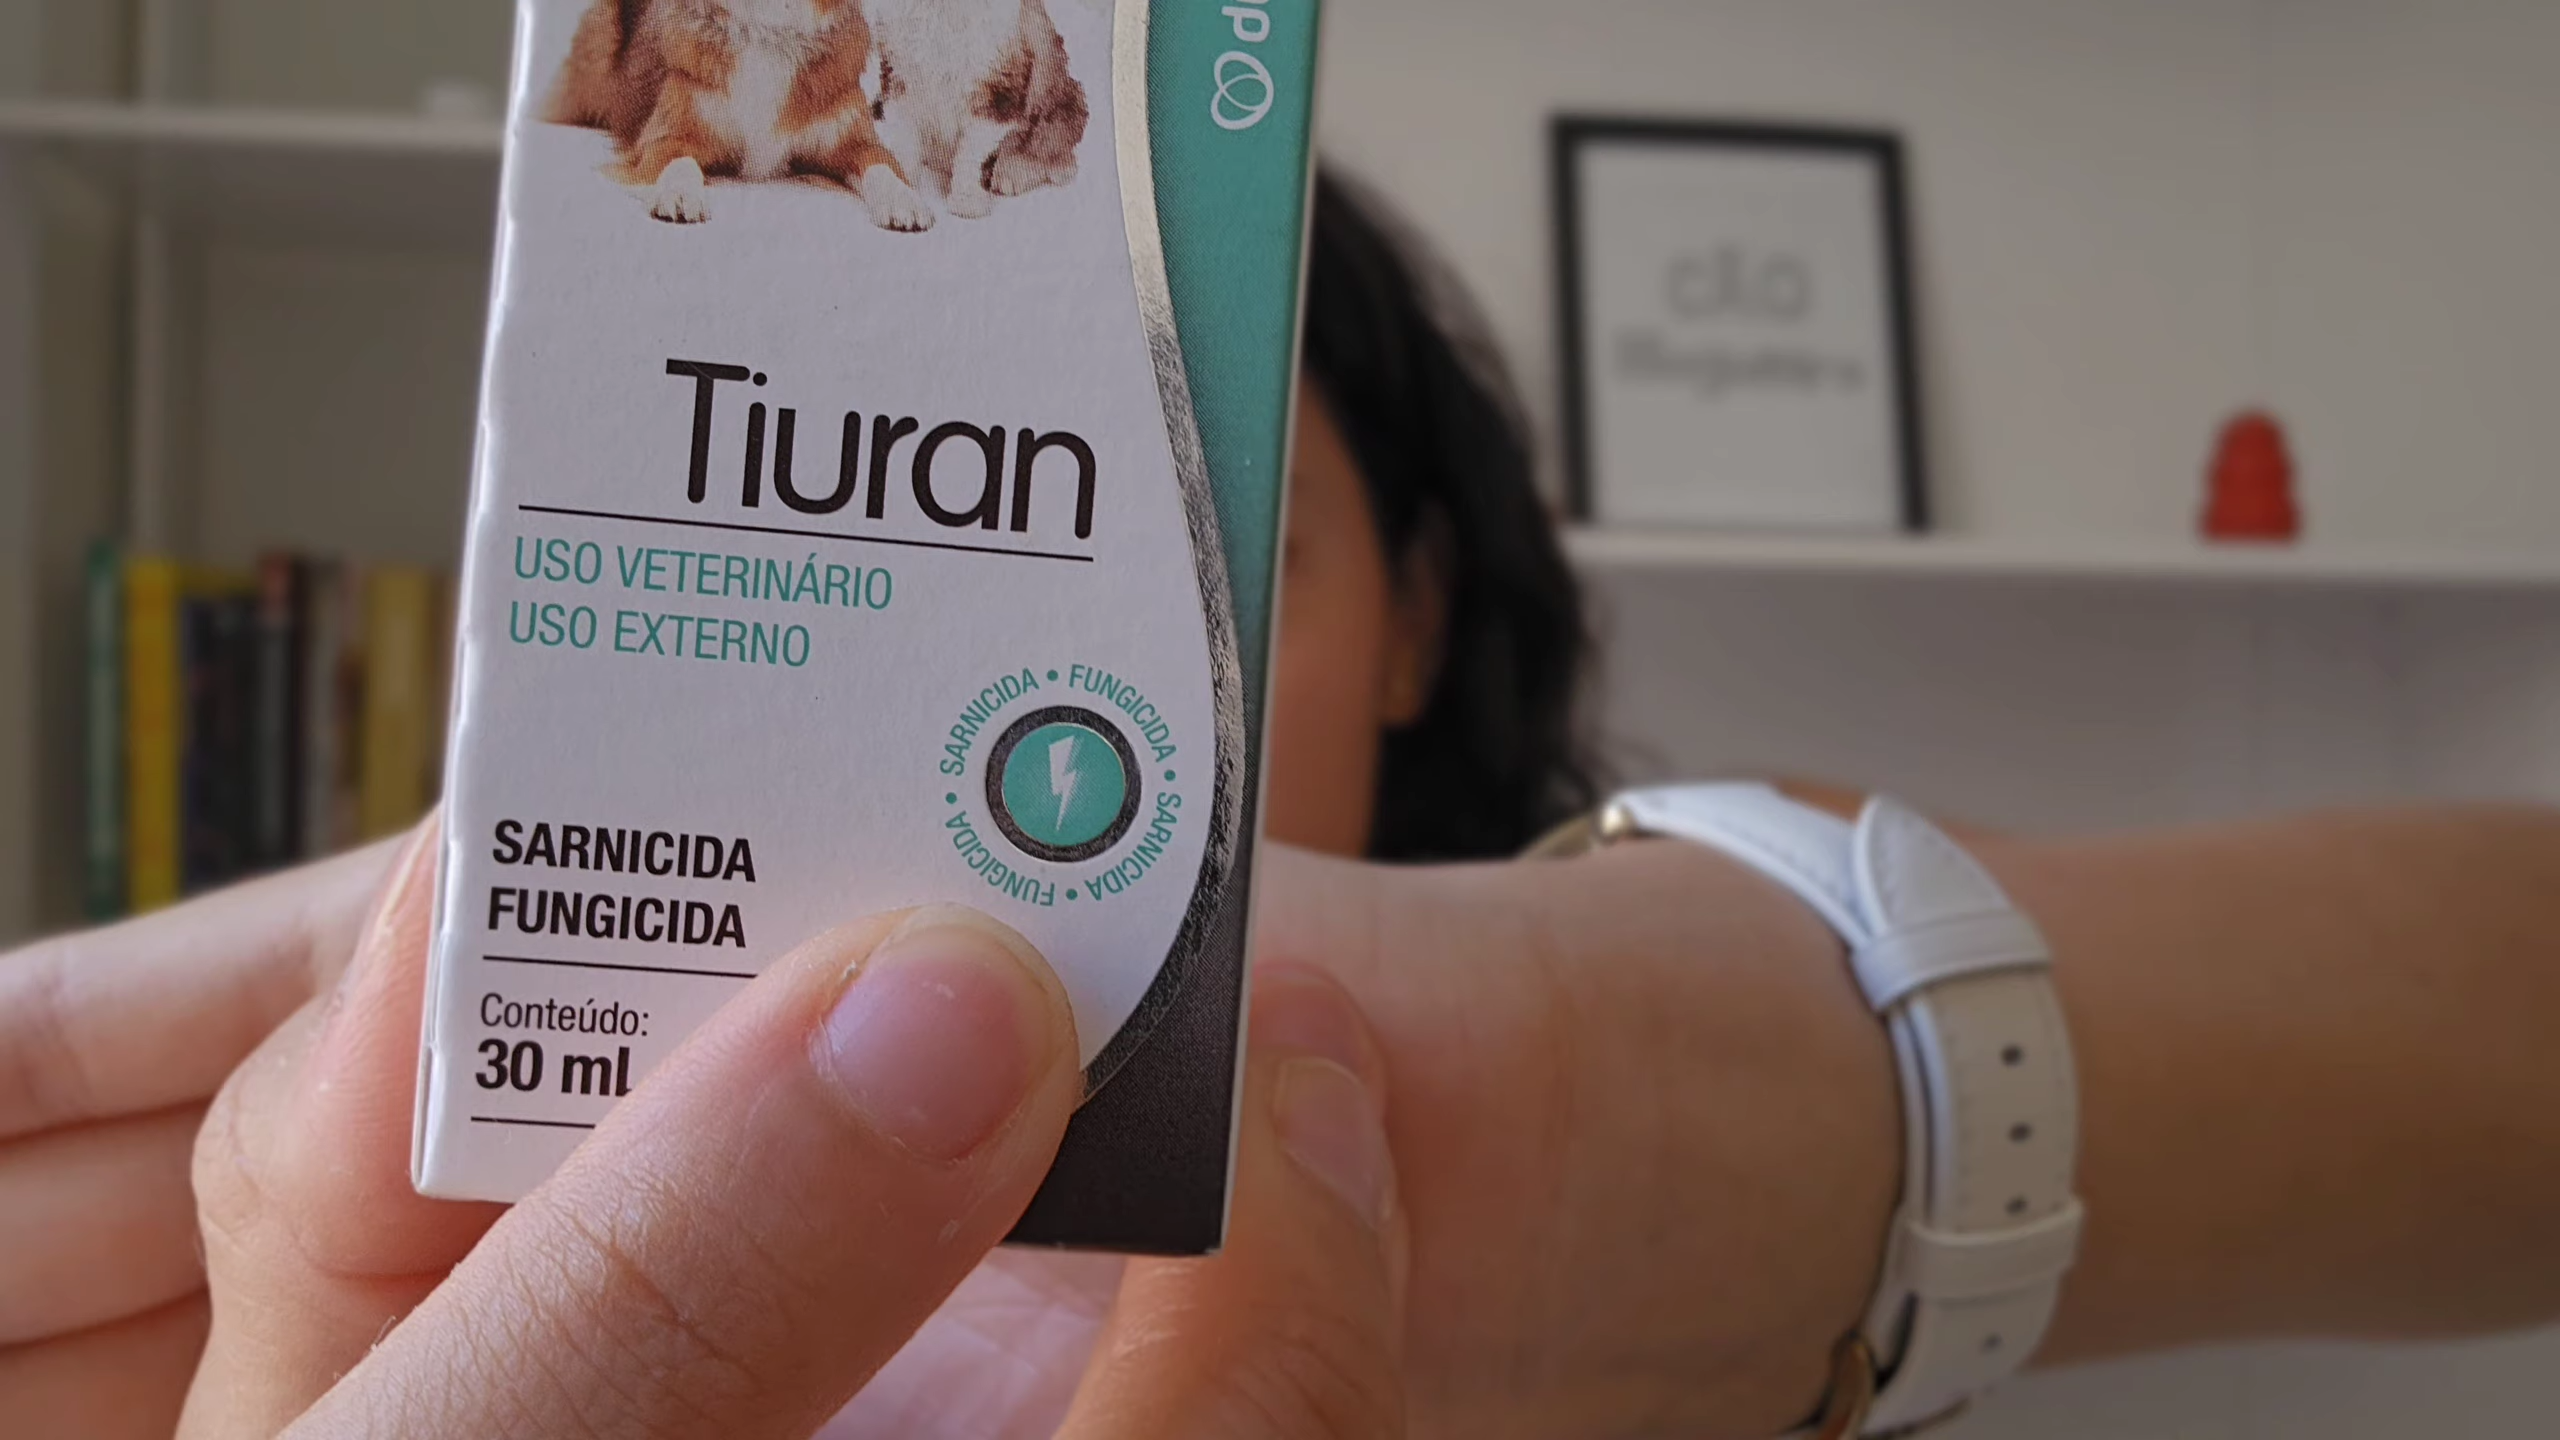 Tiuran
USO VETERINÁRIO
USO EXTERNO
SARNICIDA • FUNGICIDA • SARNICIDA • FUNGICIDA •
SARNICIDA
FUNGICIDA
Conteúdo:
30 ml